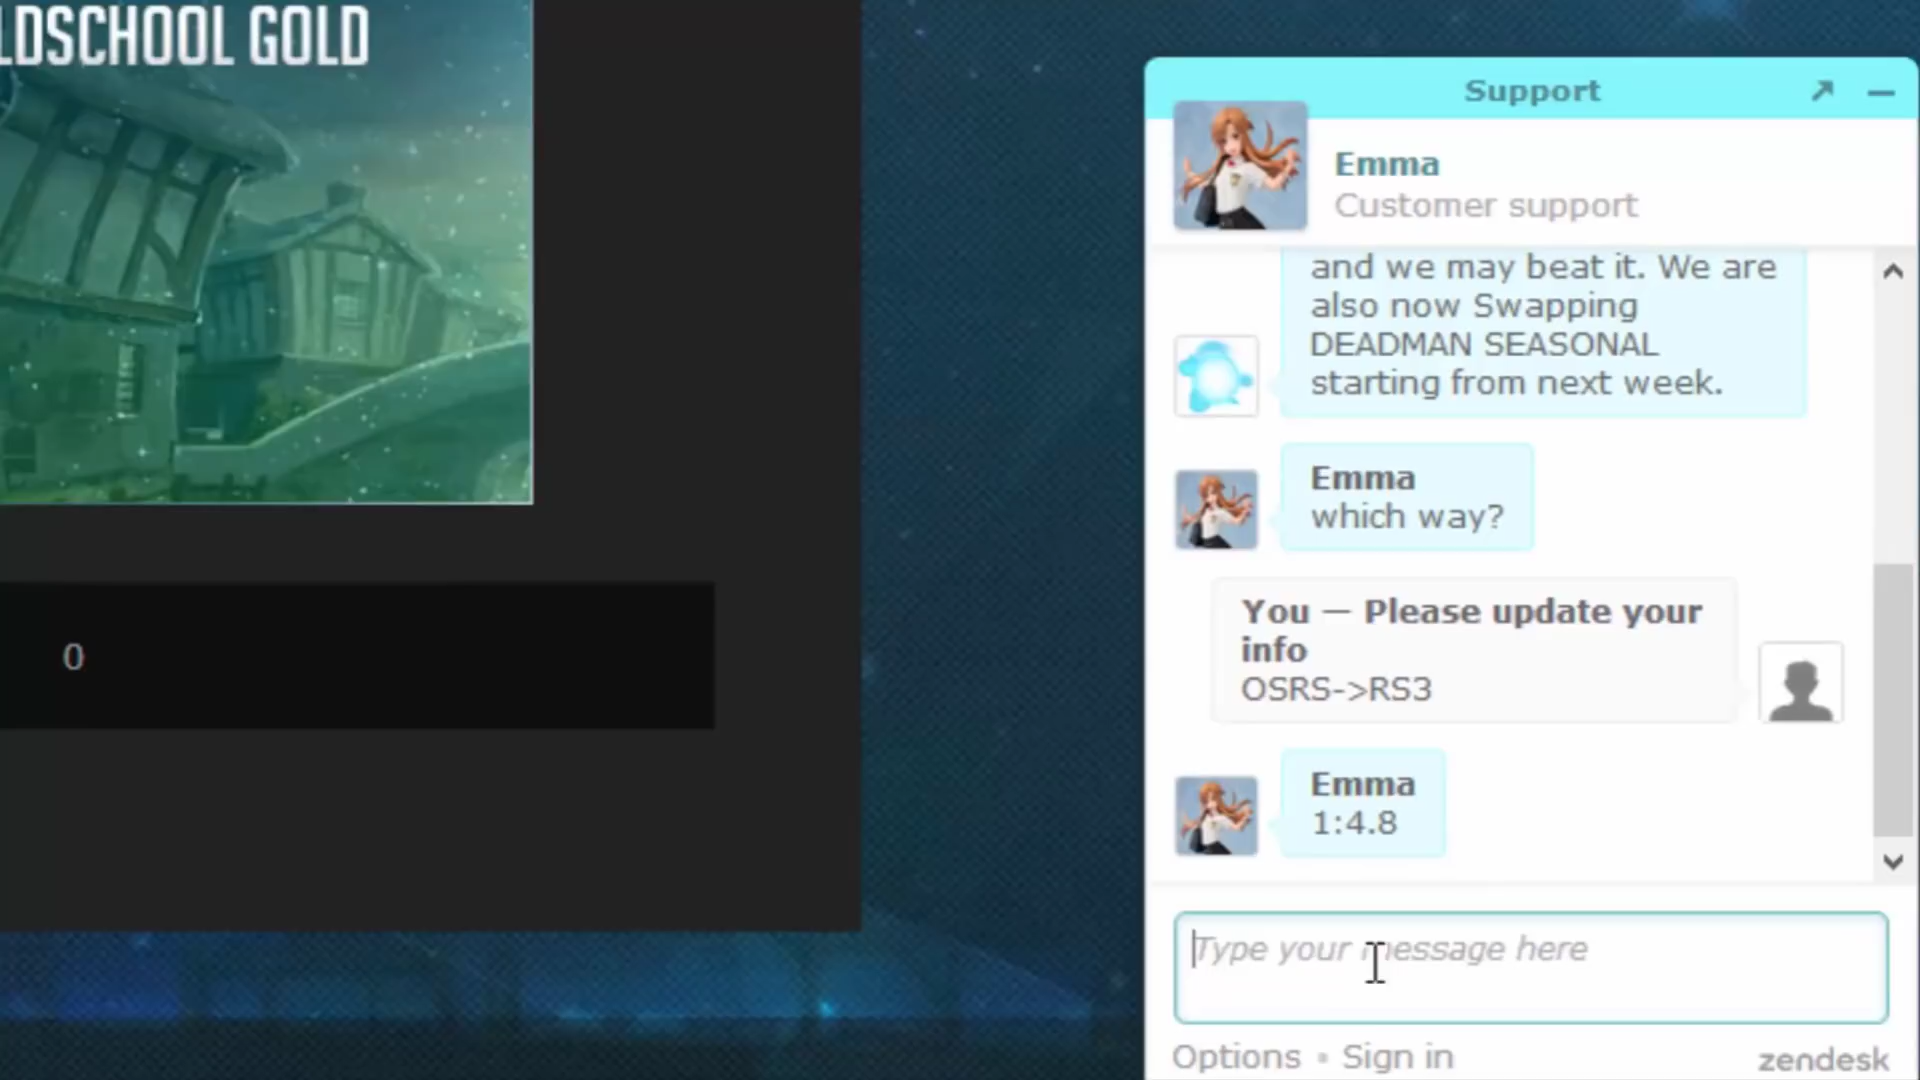 LDSCHOOL GOLD
0
Support
Emma
Customer support
and we may beat it. We are
also now Swapping
DEADMAN SEASONAL
starting from next week.
Emma
which way?
You — Please update your
info
OSRS->RS3
Emma
1:4.8
Type your message here
Options • Sign in
zendesk